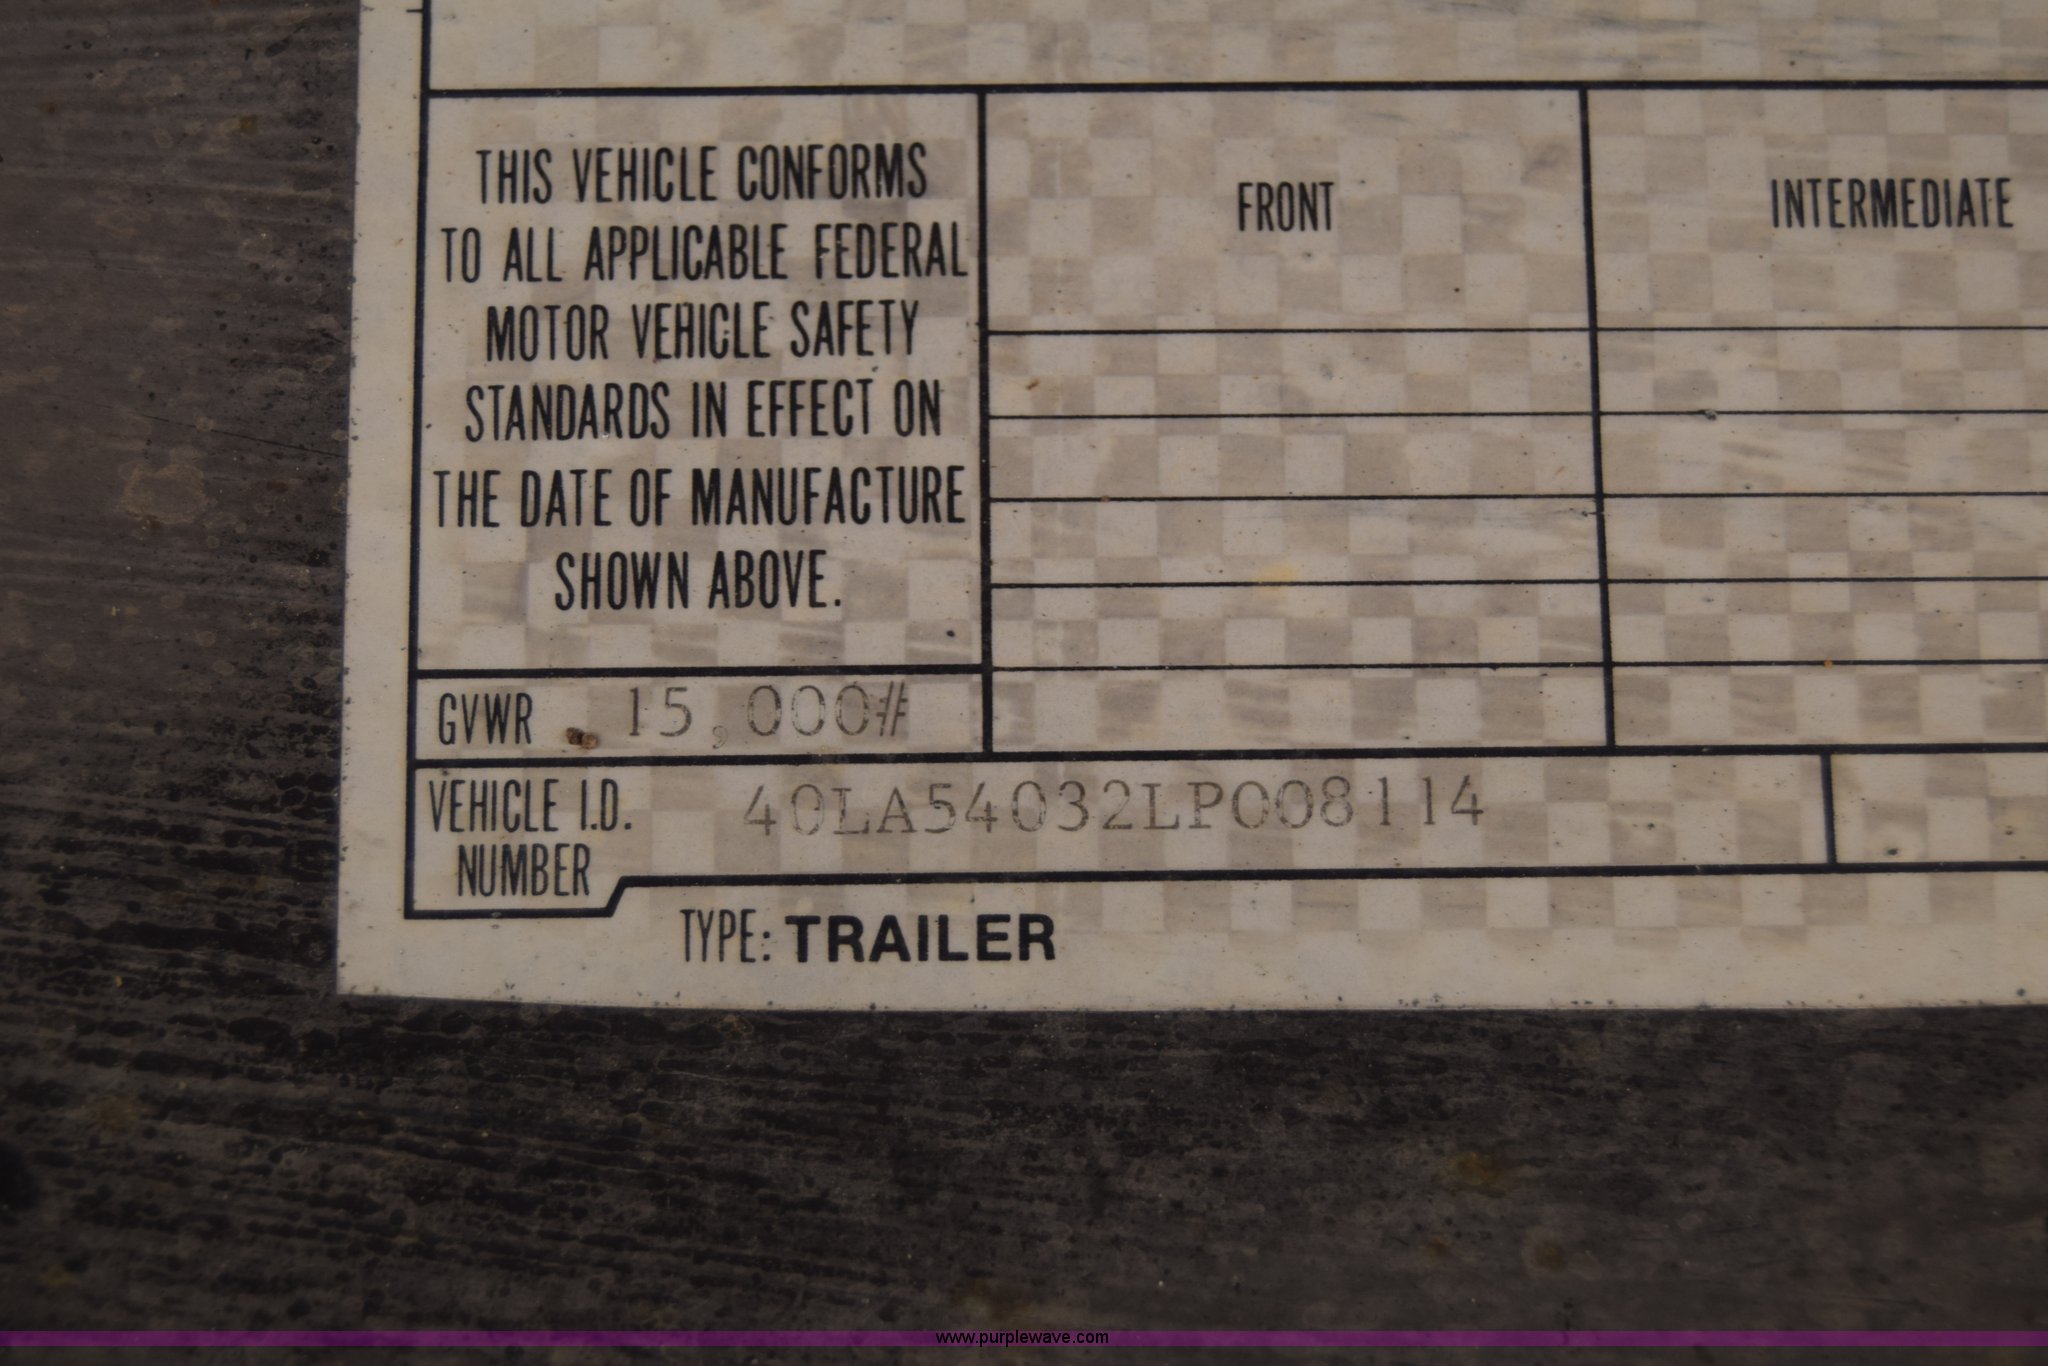 THIS VEHICLE CONFORMS
TO ALL APPLICABLE FEDERAL
MOTOR VEHICLE SAFETY
STANDARDS IN EFFECT ON
THE DATE OF MANUFACTURE
SHOWN ABOVE.
FRONT
INTERMEDIATE
GVWR 15,000#
VEHICLE I.D.
NUMBER
40LA54032LP008114
TYPE: TRAILER
www.purplewave.com